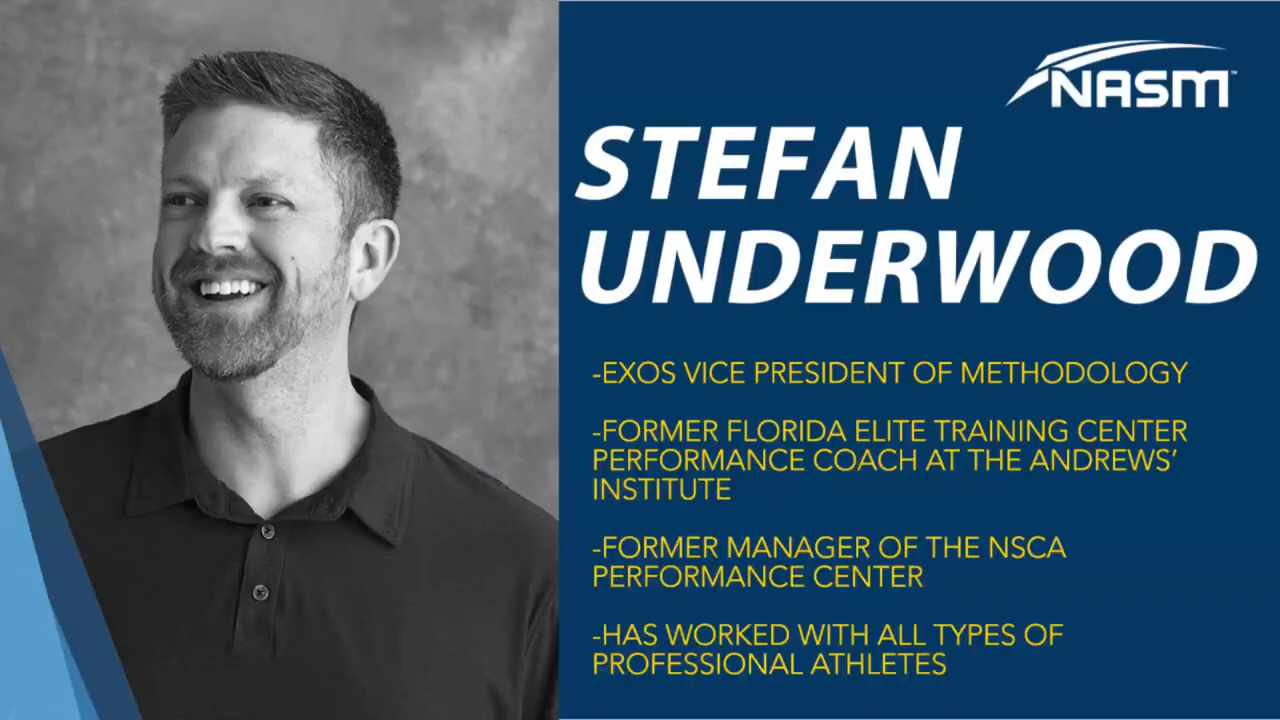 NASM™
STEFAN
UNDERWOOD
-EXOS VICE PRESIDENT OF METHODOLOGY
-FORMER FLORIDA ELITE TRAINING CENTER
PERFORMANCE COACH AT THE ANDREWS’
INSTITUTE
-FORMER MANAGER OF THE NSCA
PERFORMANCE CENTER
-HAS WORKED WITH ALL TYPES OF
PROFESSIONAL ATHLETES